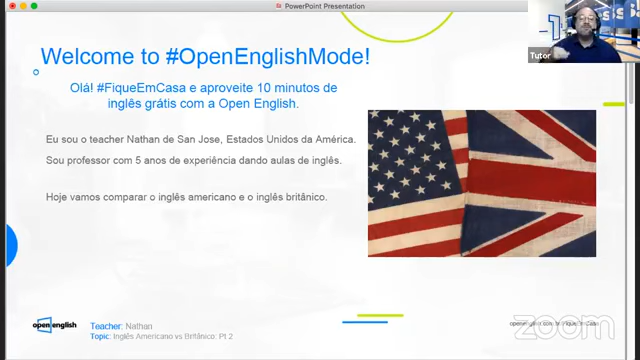 PowerPoint Presentation
Welcome to #OpenEnglishMode!
Olá! #FiqueEmCasa e aproveite 10 minutos de
inglês grátis com a Open English.
Eu sou o teacher Nathan de San Jose, Estados Unidos da América.
Sou professor com 5 anos de experiência dando aulas de inglês.
Hoje vamos comparar o inglês americano e o inglês britânico.
Tutor
openenglish
Teacher: Nathan
Topic: Inglês Americano vs Britânico: Pt 2
zoom